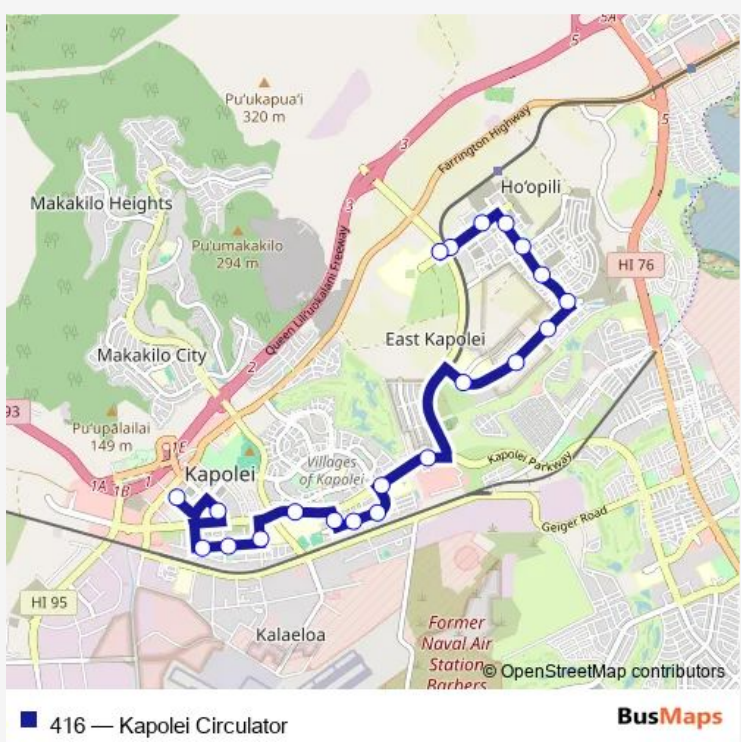 5A
5
Pu'ukapua'i
320 m
3
Farrington Highway
5
Ho'opili
Makakilo Heights
3
Pu'umakakilo
294 m
Queen Lili'uokalani Freeway
HI 76
East Kapolei
Makakilo City
2
93
Pu'upālailai
149 m
1E
Kapolei
Villages
of Kapolei
Kapolei Parkway
1A
1B
1
Geiger Road
HI 95
Kalaeloa
Former
Naval Air
Station
Barbers
© OpenStreetMap contributors
416 — Kapolei Circulator
BusMaps